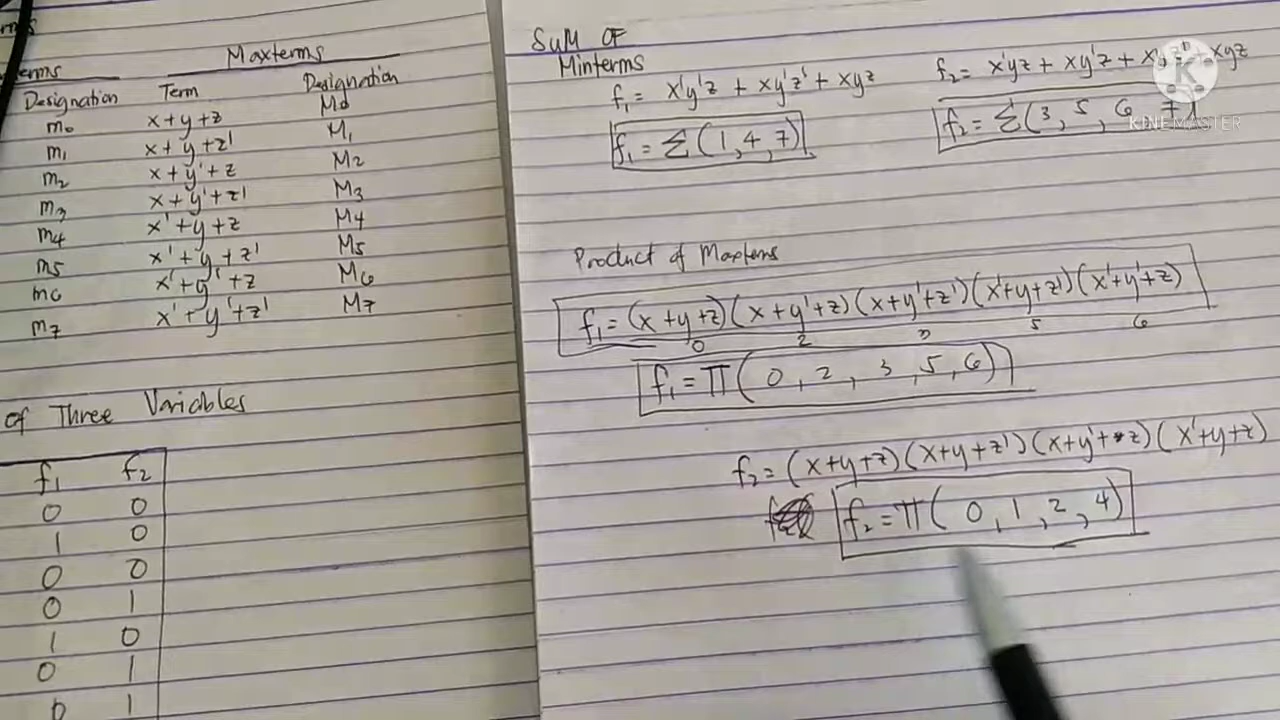 Maxterms
Designation Term Designation
m0 x+y+z M0
m1 x+y+z' M1
m2 x+y'+z M2
m3 x+y'+z' M3
m4 x'+y+z M4
m5 x'+y+z' M5
m6 x'+y'+z M6
m7 x'+y'+z' M7
of Three Variables
f1 f2
0 0
1 0
0 0
0 1
1 0
0 1
0 1
SUM OF
Minterms
f1 = x'y'z + xy'z' + xyz
f1 = Σ(1,4,7)
f2 = x'yz + xy'z + xyz
f2 = Σ(3, 5, 6, 7)
Product of Maxterms
f1 = (x+y+z)(x+y'+z)(x+y'+z')(x'+y+z')(x'+y'+z)
0 2 3 5 6
f1 = Π(0, 2, 3, 5, 6)
f2 = (x+y+z)(x+y+z')(x+y'+z)(x'+y+z)
f2 = Π(0, 1, 2, 4)
KINEMASTER